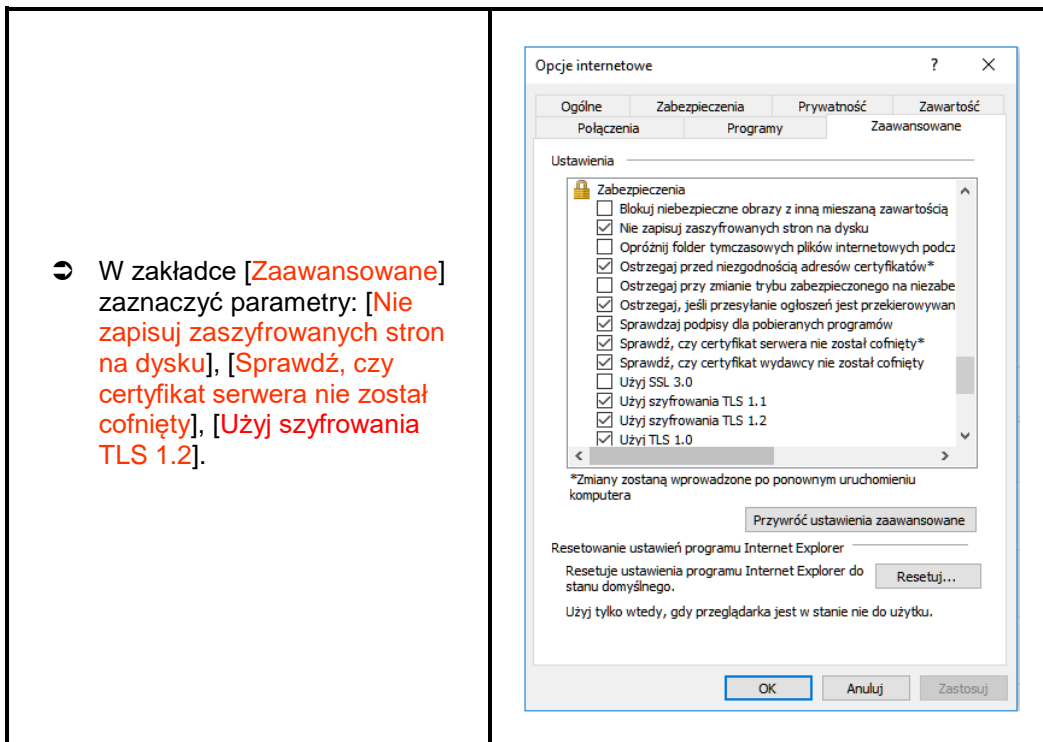 ➲ W zakładce [Zaawansowane]
zaznaczyć parametry: [Nie
zapisuj zaszyfrowanych stron
na dysku], [Sprawdź, czy
certyfikat serwera nie został
cofnięty], [Użyj szyfrowania
TLS 1.2].
Opcje internetowe ? ×
Ogólne Zabezpieczenia Prywatność Zawartość
Połączenia Programy Zaawansowane
Ustawienia
Zabezpieczenia
Blokuj niebezpieczne obrazy z inną mieszaną zawartością
Nie zapisuj zaszyfrowanych stron na dysku
Opróżnij folder tymczasowych plików internetowych podcz
Ostrzegaj przed niezgodnością adresów certyfikatów*
Ostrzegaj przy zmianie trybu zabezpieczonego na niezabe
Ostrzegaj, jeśli przesyłanie ogłoszeń jest przekierowywan
Sprawdzaj podpisy dla pobieranych programów
Sprawdź, czy certyfikat serwera nie został cofnięty*
Sprawdź, czy certyfikat wydawcy nie został cofnięty
Użyj SSL 3.0
Użyj szyfrowania TLS 1.1
Użyj szyfrowania TLS 1.2
Użyj TLS 1.0
*Zmiany zostaną wprowadzone po ponownym uruchomieniu
komputera
Przywróć ustawienia zaawansowane
Resetowanie ustawień programu Internet Explorer
Resetuje ustawienia programu Internet Explorer do
stanu domyślnego.
Resetuj...
Użyj tylko wtedy, gdy przeglądarka jest w stanie nie do użytku.
OK Anuluj Zastosuj